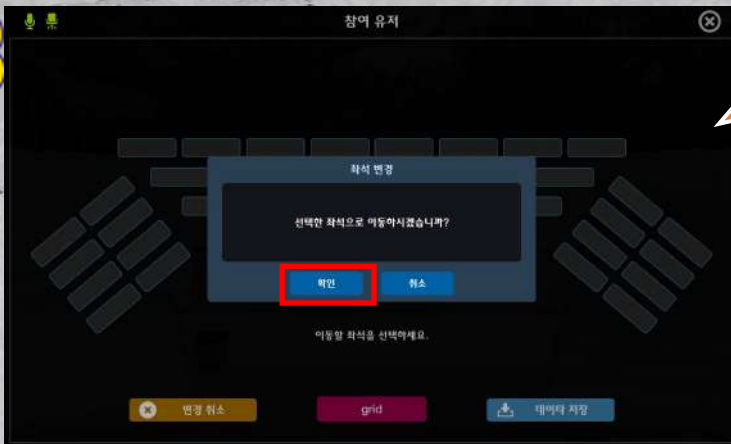 참여 유저
좌석 변경
선택한 좌석으로 이동하시겠습니까?
확인
취소
이동할 좌석을 선택하세요.
변경 취소
grid
데이타 저장